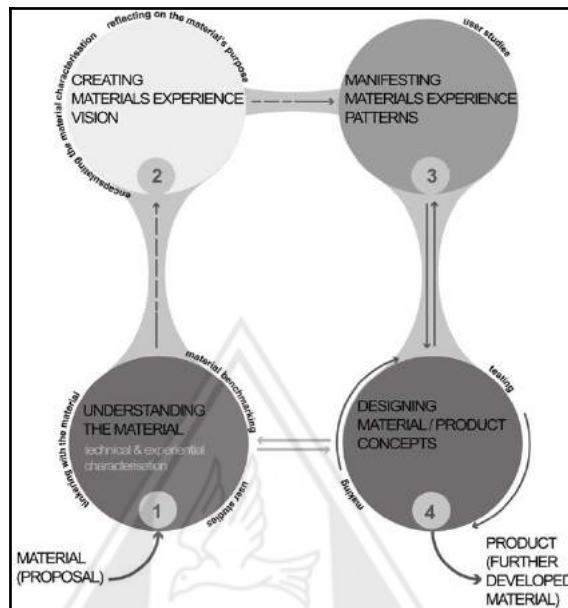 reflecting on the material's purpose
encapsulating the material characterisation
CREATING
MATERIALS EXPERIENCE
VISION
2
user studies
MANIFESTING
MATERIALS EXPERIENCE
PATTERNS
3
tinkering with the material
material benchmarking
user studies
UNDERSTANDING
THE MATERIAL
technical & experiential
characterisation
1
testing
making
DESIGNING
MATERIAL / PRODUCT
CONCEPTS
4
MATERIAL
(PROPOSAL)
PRODUCT
(FURTHER
DEVELOPED
MATERIAL)